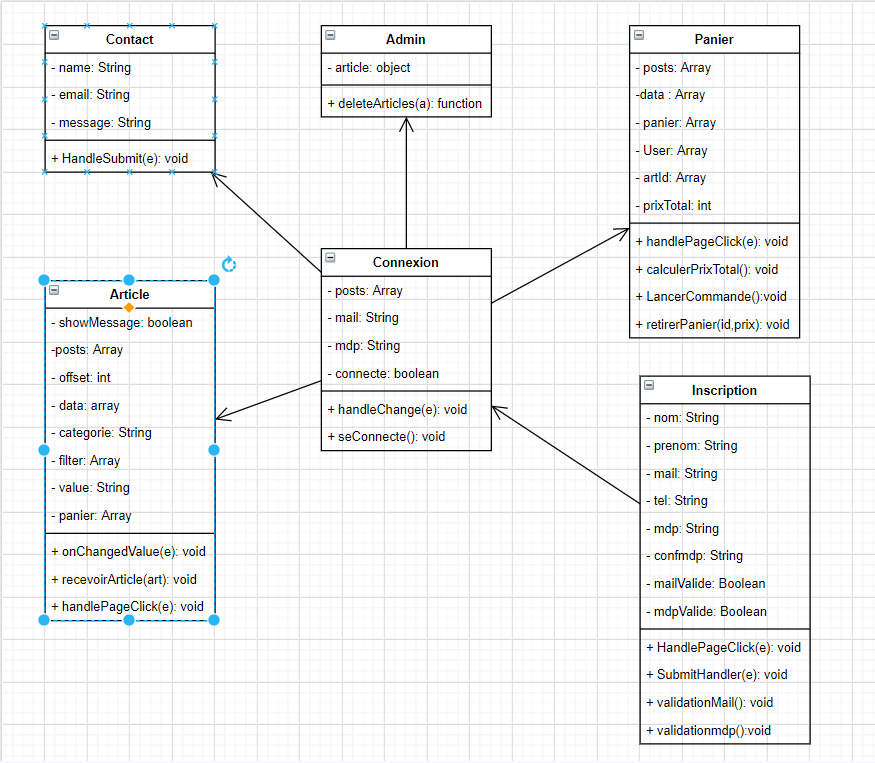 Contact
- name: String
- email: String
- message: String
+ HandleSubmit(e): void
Admin
- article: object
+ deleteArticles(a): function
Panier
- posts: Array
-data : Array
- panier: Array
- User: Array
- artId: Array
- prixTotal: int
+ handlePageClick(e): void
+ calculerPrixTotal(): void
+ LancerCommande():void
+ retirerPanier(id,prix): void
Connexion
- posts: Array
- mail: String
- mdp: String
- connecte: boolean
+ handleChange(e): void
+ seConnecte(): void
Article
- showMessage: boolean
-posts: Array
- offset: int
- data: array
- categorie: String
- filter: Array
- value: String
- panier: Array
+ onChangedValue(e): void
+ recevoirArticle(art): void
+ handlePageClick(e): void
Inscription
- nom: String
- prenom: String
- mail: String
- tel: String
- mdp: String
- confmdp: String
- mailValide: Boolean
- mdpValide: Boolean
+ HandlePageClick(e): void
+ SubmitHandler(e): void
+ validationMail(): void
+ validationmdp():void